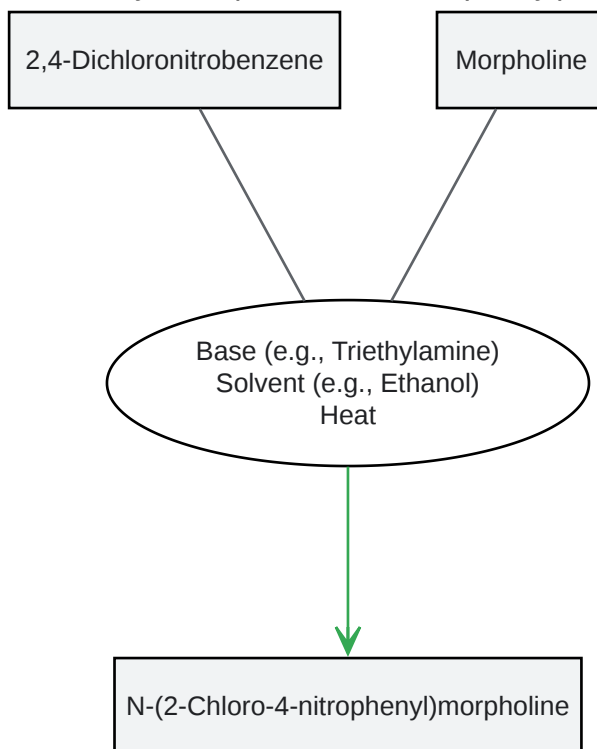 2,4-Dichloronitrobenzene
Morpholine
Base (e.g., Triethylamine)
Solvent (e.g., Ethanol)
Heat
N-(2-Chloro-4-nitrophenyl)morpholine